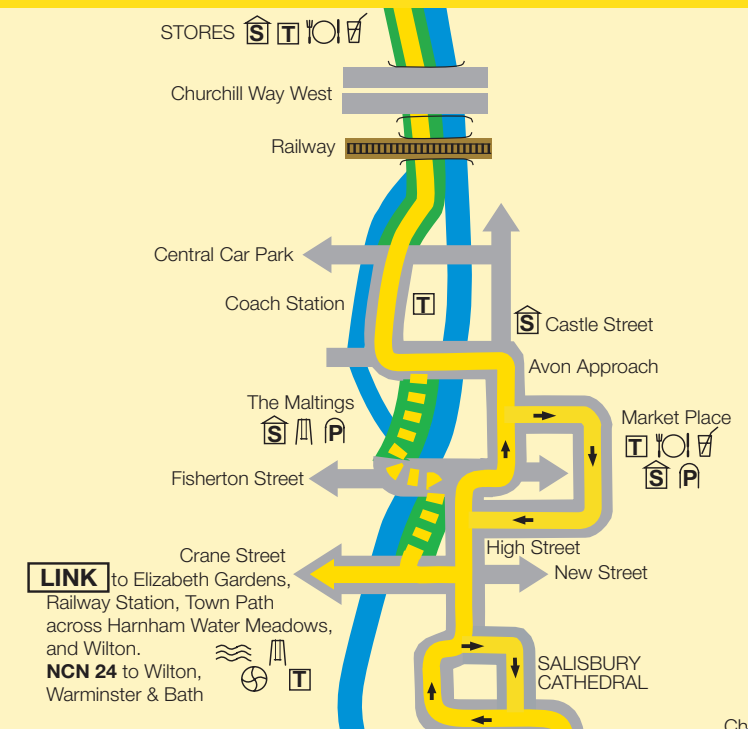 STORES S T
Churchill Way West
Railway
Central Car Park
Coach Station
T
S Castle Street
Avon Approach
The Maltings
S P
Market Place
T
S P
Fisherton Street
High Street
Crane Street
New Street
LINK to Elizabeth Gardens,
Railway Station, Town Path
across Harnham Water Meadows,
and Wilton.
NCN 24 to Wilton,
Warminster & Bath
T
SALISBURY
CATHEDRAL
Ch